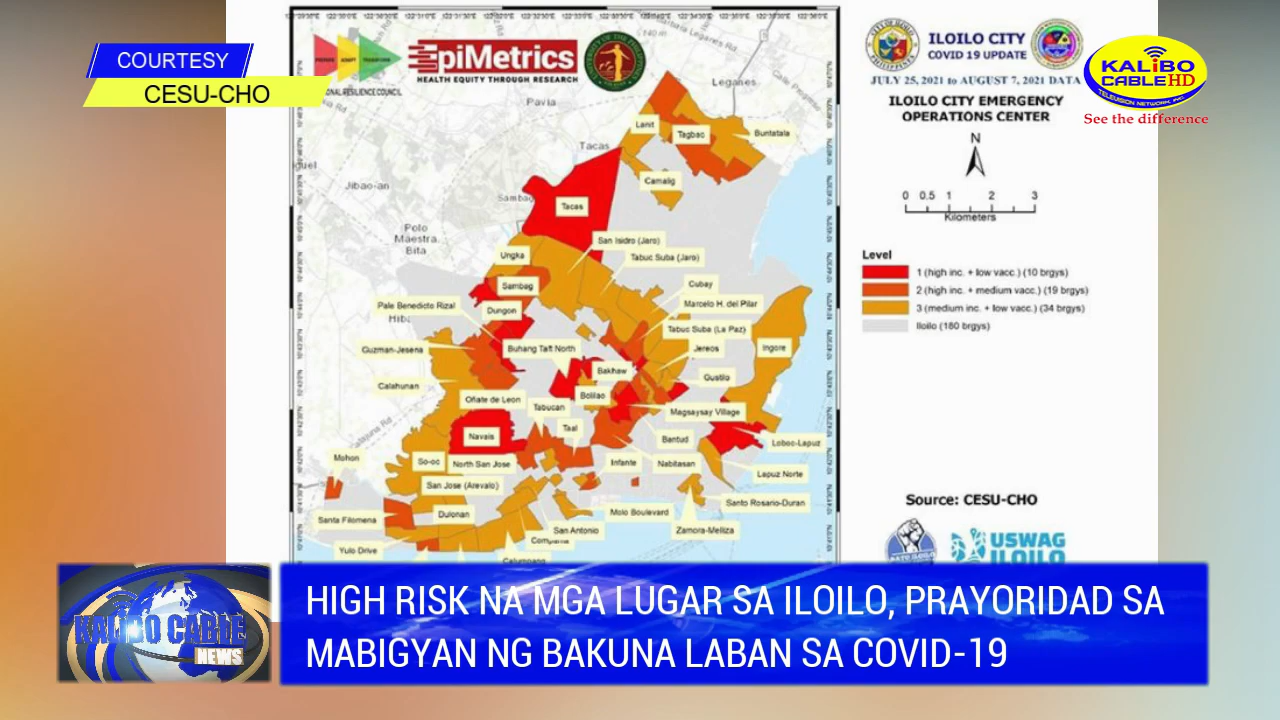 COURTESY
CESU-CHO
EpiMetrics
HEALTH EQUITY THROUGH RESEARCH
ILOILO CITY
COVID 19 UPDATE
JULY 25, 2021 to AUGUST 7, 2021 DATA
ILOILO CITY EMERGENCY
OPERATIONS CENTER
KALIBO
CABLE HD
TELEVISION NETWORK, INC.
See the difference
N
0 0.5 1 2 3
Kilometers
Level
1 (high inc. + low vacc.) (10 brgys)
2 (high inc. + medium vacc.) (19 brgys)
3 (medium inc. + low vacc.) (34 brgys)
Iloilo (180 brgys)
Leganes
Pavia
Lanit
Tagbac
Buntatala
Tacas
Camalig
Jibao-an
Tacas
Polo
Maestra
Bita
San Isidro (Jaro)
Ungka
Tabuc Suba (Jaro)
Sambag
Cubay
Pale Benedicto Rizal
Dungon
Marcelo H. del Pilar
Tabuc Suba (La Paz)
Guzman-Jesena
Buhang Taft North
Jereos
Ingore
Bakhaw
Gustilo
Calahunan
Bolilao
Oñate de Leon
Tabucan
Magsaysay Village
Taal
Navais
Bantud
Loboc-Lapuz
Mohon
So-oc
North San Jose
Infante
Nabitasan
Lapuz Norte
San Jose (Arevalo)
Santo Rosario-Duran
Santa Filomena
Dulonan
Molo Boulevard
San Antonio
Zamora-Melliza
Yulo Drive
Calumpang
Source: CESU-CHO
USWAG
ILOILO
KALIBO CABLE
NEWS
HIGH RISK NA MGA LUGAR SA ILOILO, PRAYORIDAD SA
MABIGYAN NG BAKUNA LABAN SA COVID-19